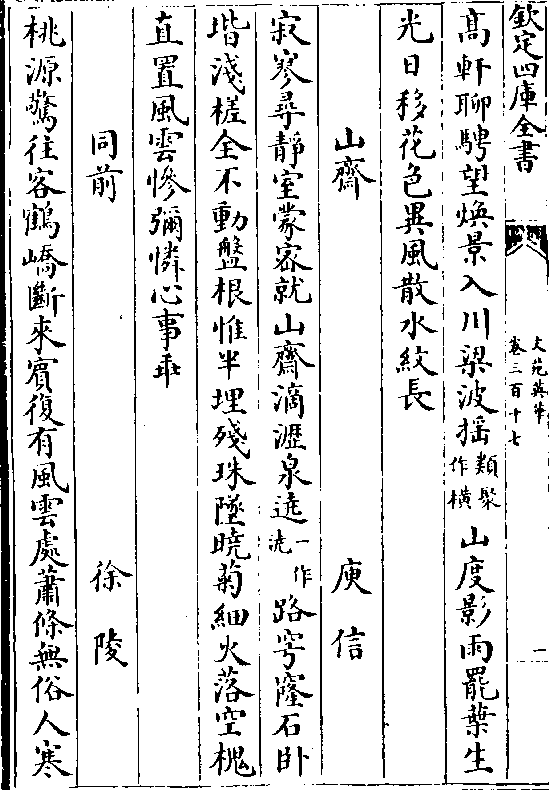 欽定四庫全書
文苑英華
卷三百十七
一
高軒聊騁望煥景入川梁波揺類聚作橫山度影雨罷葉生
光日移花色異風散水紋長
山齋 庾信
寂寥尋靜室蒙宻就山齋滴瀝泉遶一作澆路穹窿石卧
堦淺槎全不動盤根惟半埋殘珠墜曉菊細火落空槐
直置風雲慘彌憐心事乖
同前 徐陵
桃源驚往客鶴嶠斷來賓復有風雲處蕭條無俗人寒